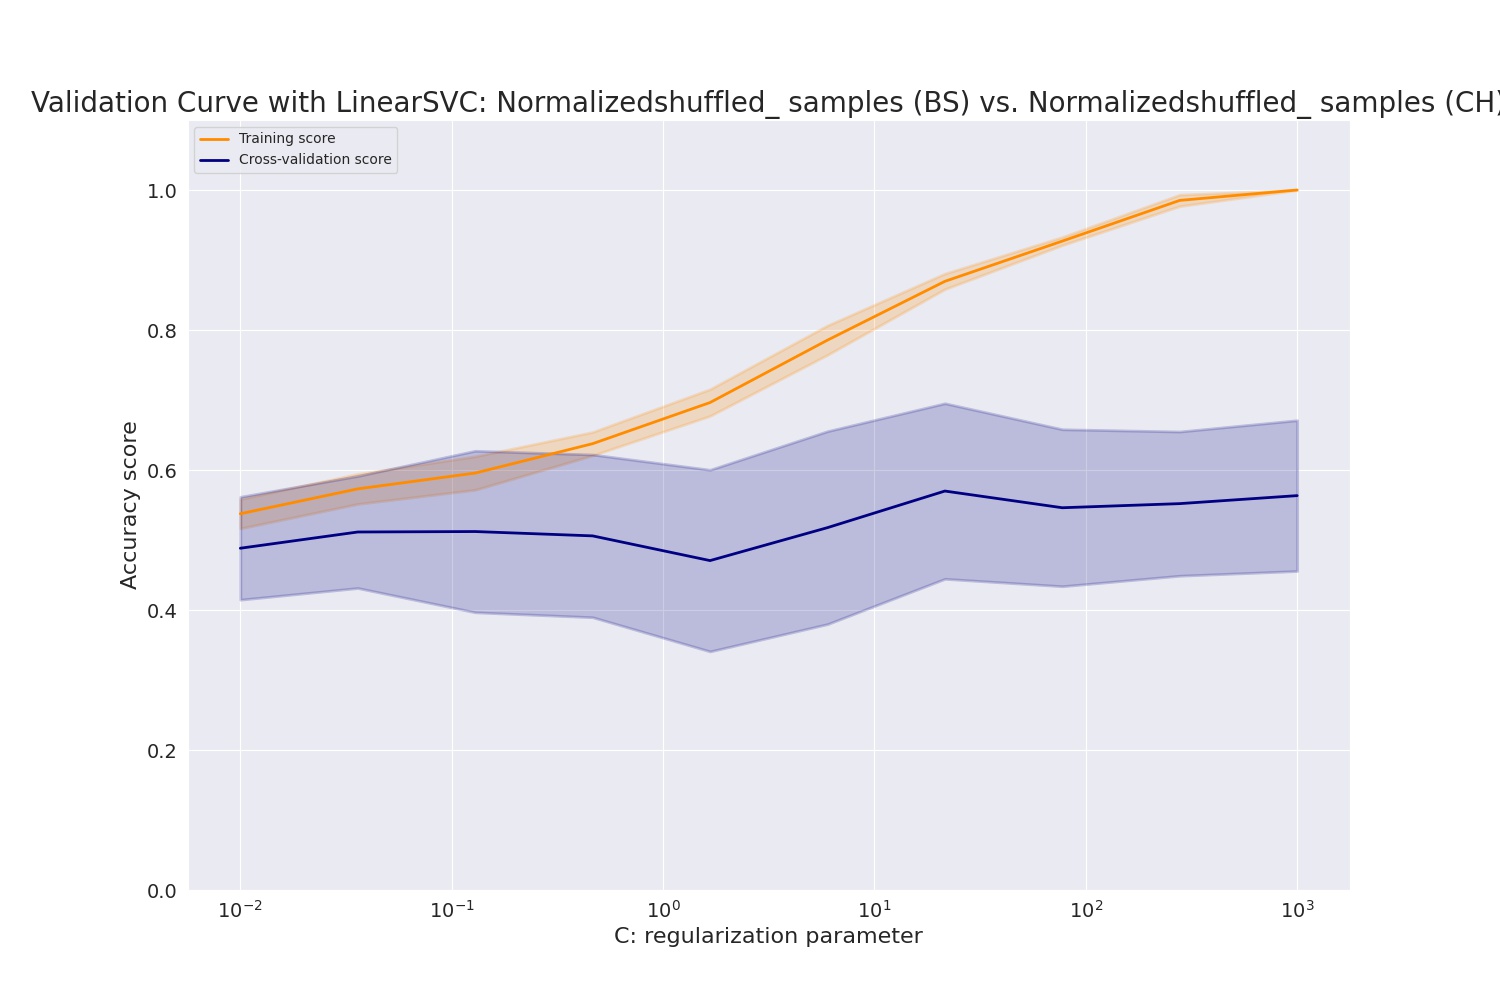 Validation Curve with LinearSVC: Normalizedshuffled_ samples (BS) vs. Normalizedshuffled_ samples (CH)
Training score
Cross-validation score
1.0
0.8
0.6
0.4
0.2
0.0
Accuracy score
10⁻² 10⁻¹ 10⁰ 10¹ 10² 10³
C: regularization parameter